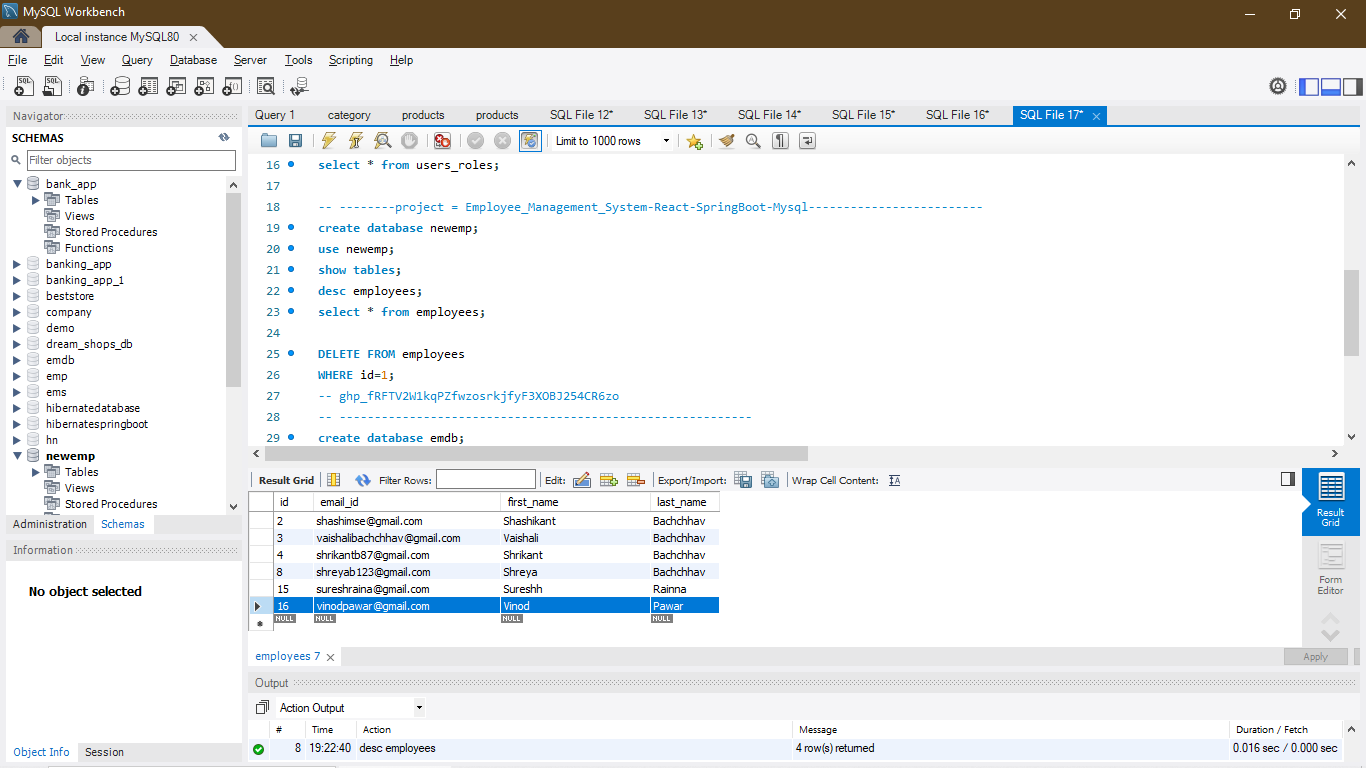 MySQL Workbench
Local instance MySQL80
File Edit View Query Database Server Tools Scripting Help
Navigator
SCHEMAS
Filter objects
bank_app
Tables
Views
Stored Procedures
Functions
banking_app
banking_app_1
beststore
company
demo
dream_shops_db
emdb
emp
ems
hibernatedatabase
hibernatespringboot
hn
newemp
Tables
Views
Stored Procedures
Administration Schemas
Information
No object selected
Object Info Session
Query 1 category products products SQL File 12* SQL File 13* SQL File 14* SQL File 15* SQL File 16* SQL File 17*
Limit to 1000 rows
16 select * from users_roles;
17
18 -- --------project = Employee_Management_System-React-SpringBoot-Mysql-------------------------
19 create database newemp;
20 use newemp;
21 show tables;
22 desc employees;
23 select * from employees;
24
25 DELETE FROM employees
26 WHERE id=1;
27 --
28 -- -----------------------------------------------------------
29 create database emdb;
Result Grid Filter Rows: Edit: Export/Import: Wrap Cell Content:
id email_id first_name last_name
2 shashimse@gmail.com Shashikant Bachchhav
3 vaishalibachchhav@gmail.com Vaishali Bachchhav
4 shrikantb87@gmail.com Shrikant Bachchhav
8 shreyab123@gmail.com Shreya Bachchhav
15 sureshraina@gmail.com Sureshh Rainna
16 vinodpawar@gmail.com Vinod Pawar
NULL NULL NULL NULL
Result
Grid
Form
Editor
employees 7
Apply
Output
Action Output
# Time Action Message Duration / Fetch
8 19:22:40 desc employees 4 row(s) returned 0.016 sec / 0.000 sec